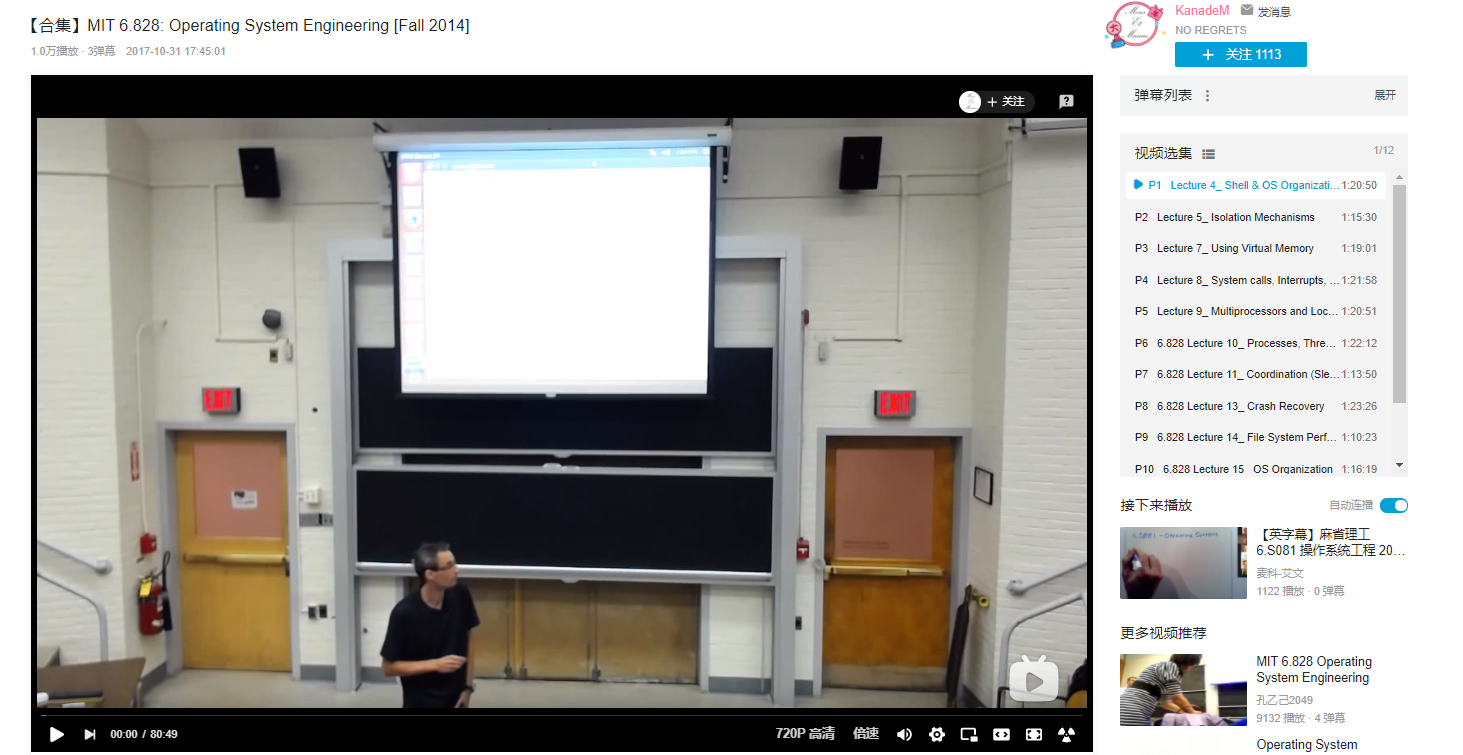 【合集】MIT 6.828: Operating System Engineering [Fall 2014]
1.0万播放 · 3弹幕 2017-10-31 17:45:01
KanadeM 发消息
NO REGRETS
+ 关注 1113
弹幕列表 展开
+ 关注
视频选集 1/12
P1 Lecture 4_ Shell & OS Organizati... 1:20:50
P2 Lecture 5_ Isolation Mechanisms 1:15:30
P3 Lecture 7_ Using Virtual Memory 1:19:01
P4 Lecture 8_ System calls, Interrupts, ... 1:21:58
P5 Lecture 9_ Multiprocessors and Loc... 1:20:51
P6 6.828 Lecture 10_ Processes, Thre... 1:22:12
P7 6.828 Lecture 11_ Coordination (Sle... 1:13:50
P8 6.828 Lecture 13_ Crash Recovery 1:23:26
P9 6.828 Lecture 14_ File System Perf... 1:10:23
P10 6.828 Lecture 15 OS Organization 1:16:19
EXIT
EXIT
接下来播放 自动连播
6.S081 - Operating Systems
【英字幕】麻省理工
6.S081 操作系统工程 20...
麦科-艾文
1122 播放 · 0 弹幕
更多视频推荐
MIT 6.828 Operating
System Engineering
孔乙己2049
9132 播放 · 4 弹幕
Operating System
00:00 / 80:49 720P 高清 倍速